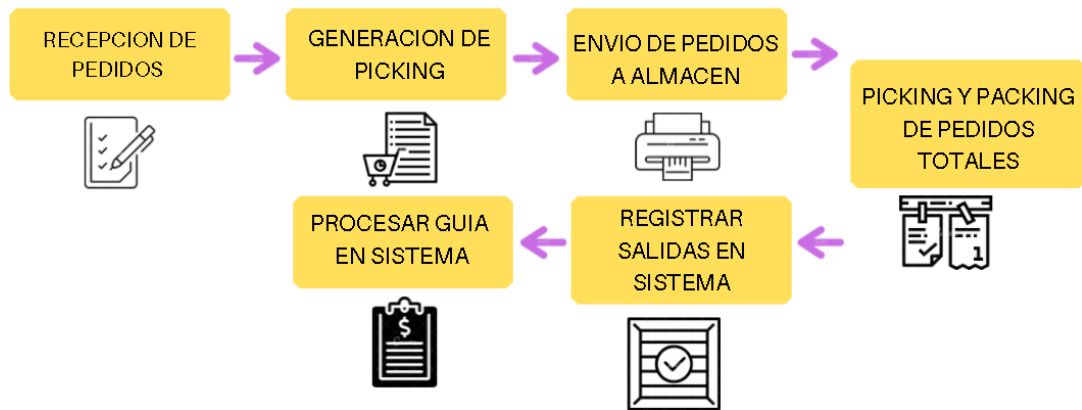 RECEPCION DE
PEDIDOS
GENERACION DE
PICKING
ENVIO DE PEDIDOS
A ALMACEN
PICKING Y PACKING
DE PEDIDOS
TOTALES
1
REGISTRAR
SALIDAS EN
SISTEMA
PROCESAR GUIA
EN SISTEMA
$